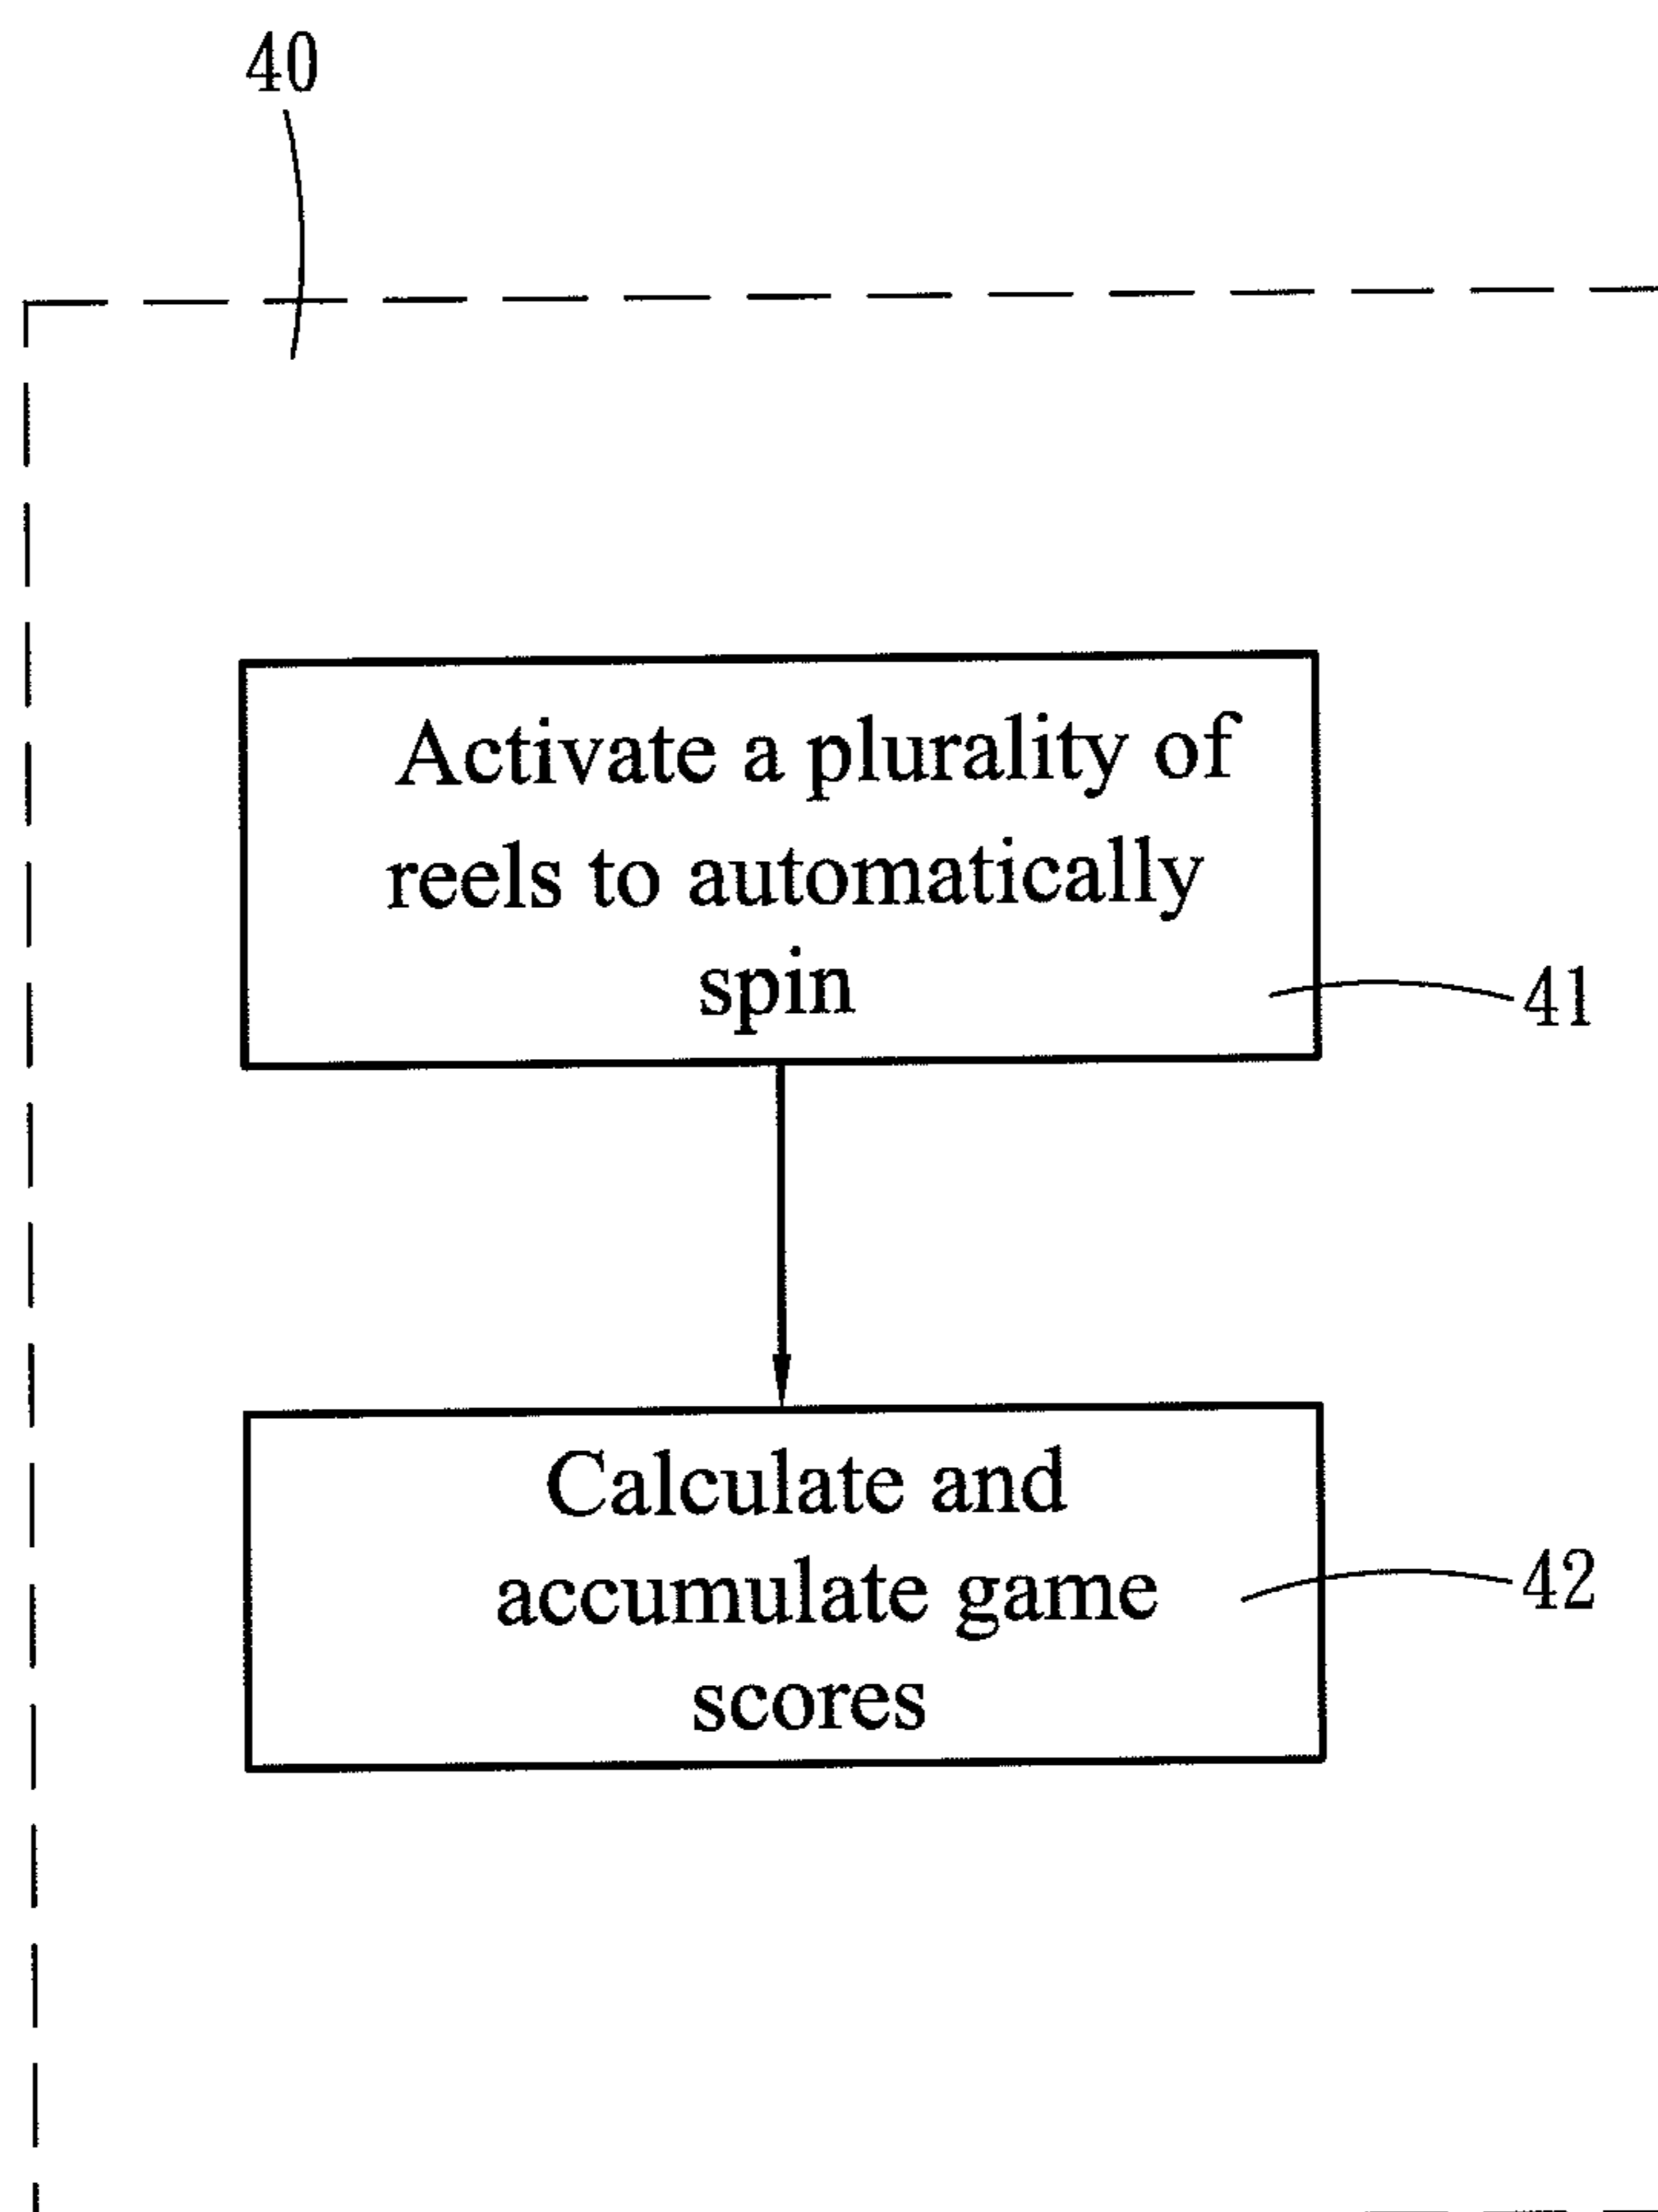 40
Activate a plurality of
reels to automatically
spin
41
Calculate and
accumulate game
scores
42